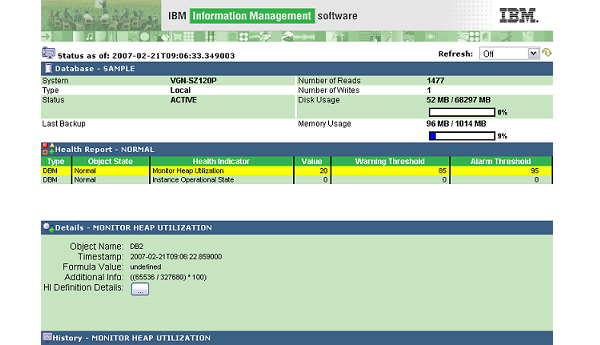 IBM Information Management software IBM.
Status as of: 2007-02-21T09:06:33.349003 Refresh: Off
Database - SAMPLE
System VGN-SZ120P Number of Reads 1477
Type Local Number of Writes 1
Status ACTIVE Disk Usage 52 MB / 68297 MB
0%
Last Backup Memory Usage 96 MB / 1014 MB
9%
Health Report - NORMAL
Type Object State Health Indicator Value Warning Threshold Alarm Threshold
DBM Normal Monitor Heap Utilization 20 85 95
DBM Normal Instance Operational State 0 0 0
Details - MONITOR HEAP UTILIZATION
Object Name: DB2
Timestamp: 2007-02-21T09:06:22.859000
Formula Value: undefined
Additional Info: ((65536 / 327680) * 100)
HI Definition Details: ...
History - MONITOR HEAP UTILIZATION